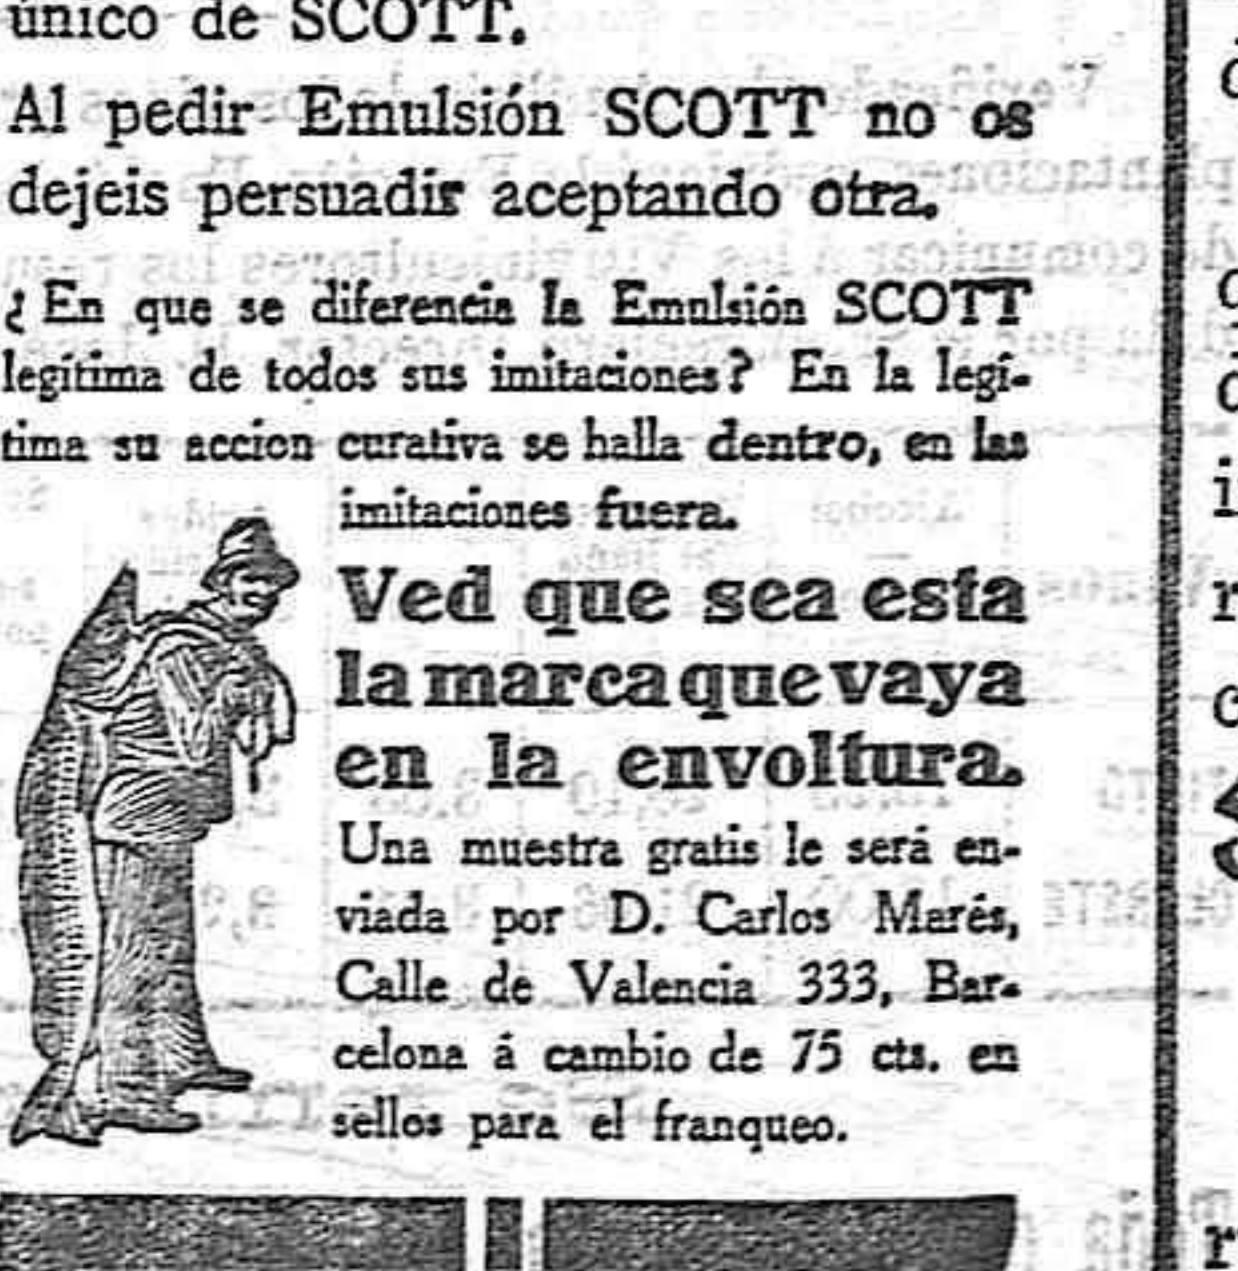 único de SCOTT.
Al pedir Emulsión SCOTT no os
dejeis persuadir aceptando otra.
¿En que se diferencia la Emulsión SCOTT
legítima de todos sus imitaciones? En la legí-
tima su accion curativa se halla dentro, en las
imitaciones fuera.
Ved que sea esta
la marca que vaya
en la envoltura.
Una muestra gratis le será en-
viada por D. Carlos Marés,
Calle de Valencia 333, Bar-
celona á cambio de 75 cts. en
sellos para el franqueo.